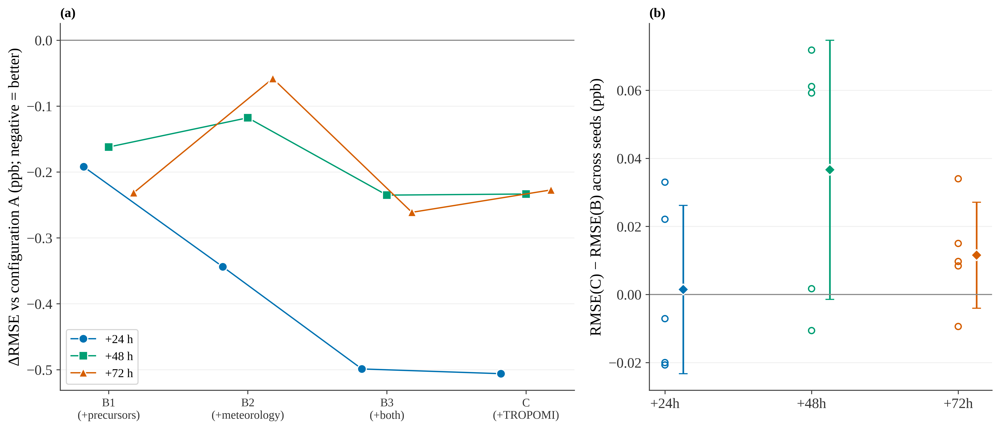 (a)
ΔRMSE vs configuration A (ppb; negative = better)
0.0
−0.1
−0.2
−0.3
−0.4
−0.5
+24 h
+48 h
+72 h
B1
(+precursors)
B2
(+meteorology)
B3
(+both)
C
(+TROPOMI)
(b)
RMSE(C) − RMSE(B) across seeds (ppb)
0.06
0.04
0.02
0.00
−0.02
+24h
+48h
+72h